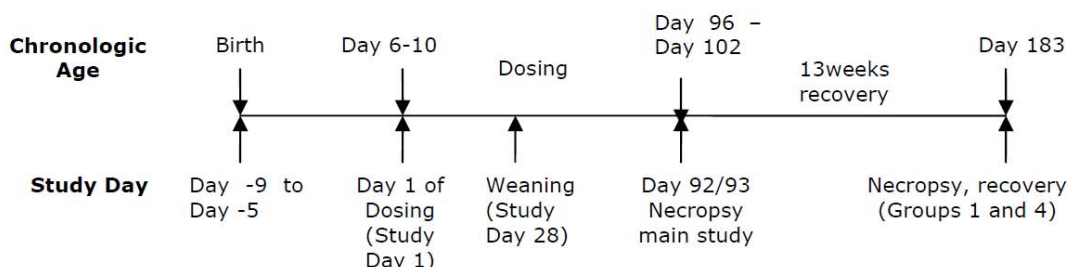 Chronologic
Age
Birth
Day 6-10
Dosing
Day 96 –
Day 102
13weeks
recovery
Day 183
Study Day
Day -9 to
Day -5
Day 1 of
Dosing
(Study
Day 1)
Weaning
(Study
Day 28)
Day 92/93
Necropsy
main study
Necropsy, recovery
(Groups 1 and 4)